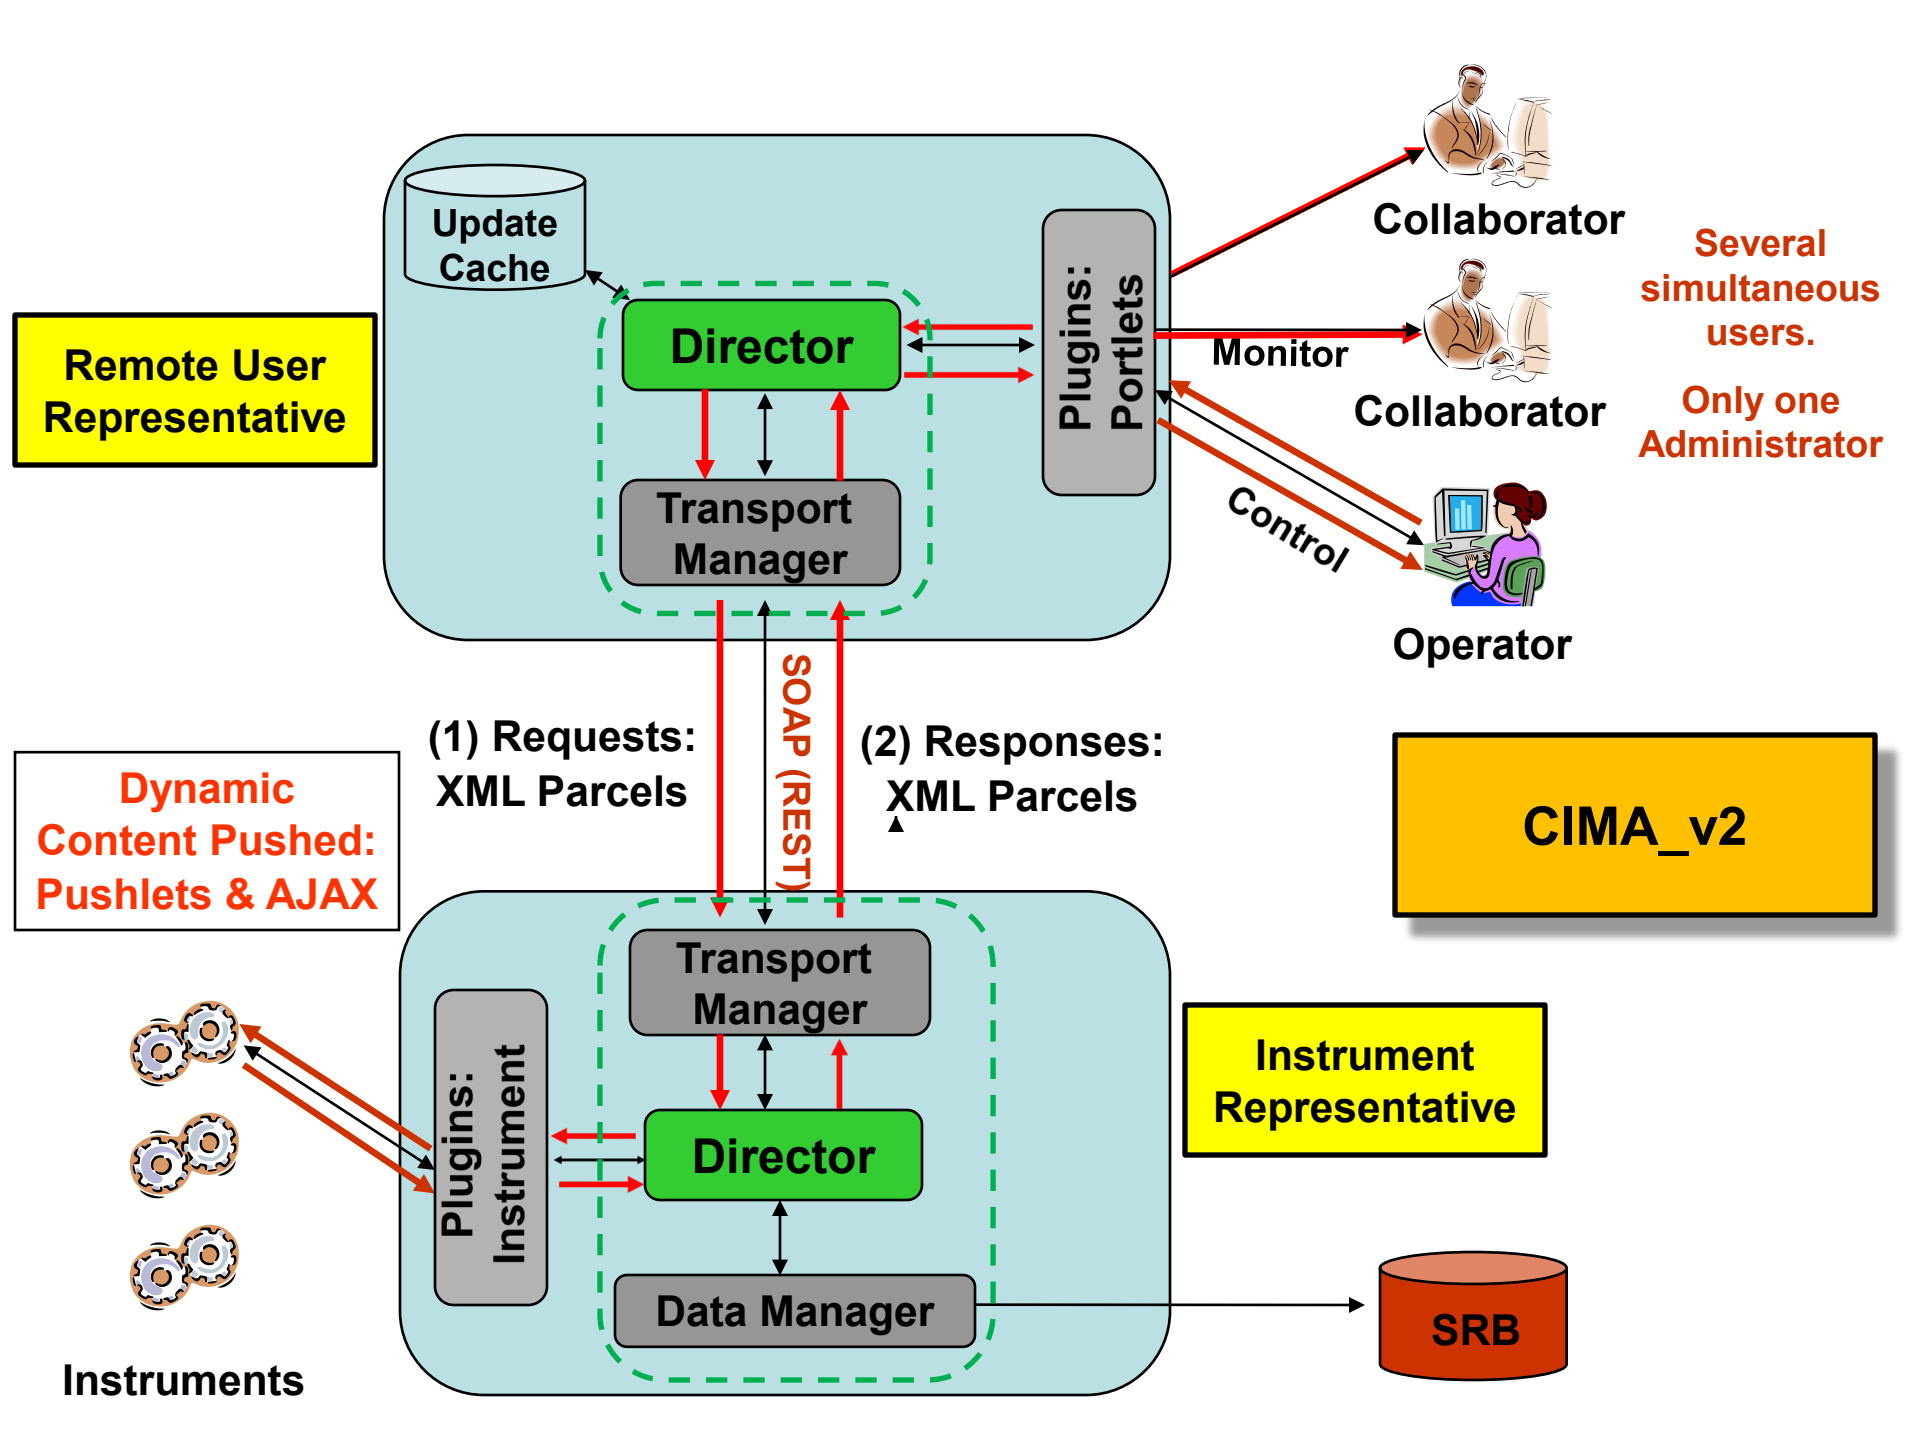 Update
Cache
Director
Transport
Manager
Plugins:
Portlets
Remote User
Representative
Collaborator
Monitor
Collaborator
Several
simultaneous
users.
Only one
Administrator
Control
Operator
(1) Requests:
XML Parcels
SOAP (REST)
(2) Responses:
XML Parcels
Dynamic
Content Pushed:
Pushlets & AJAX
CIMA_v2
Transport
Manager
Plugins:
Instrument
Director
Data Manager
Instrument
Representative
SRB
Instruments